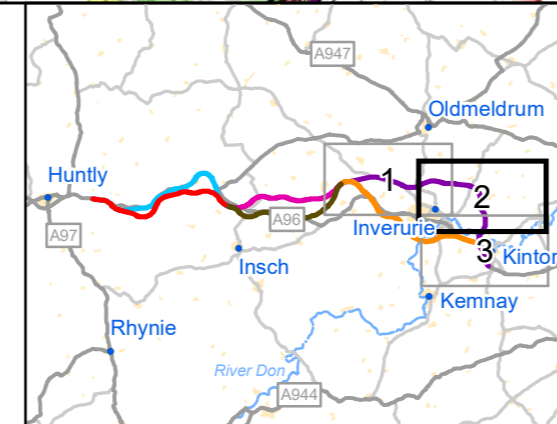 A947
Oldmeldrum
Huntly
1
2
A96
A97
Inverurie
3
Kintor
Insch
Kemnay
Rhynie
River Don
A944